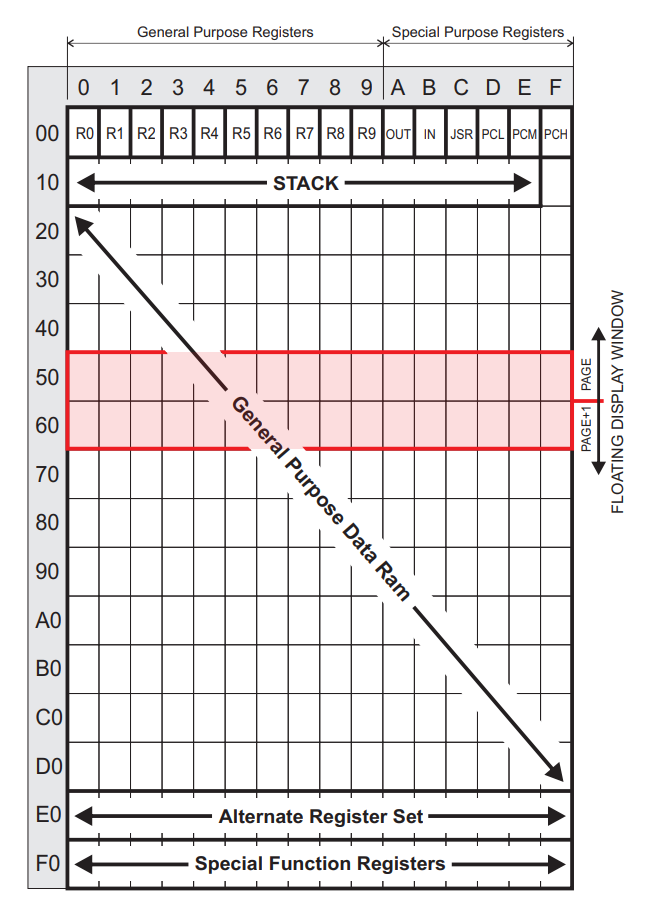 General Purpose Registers Special Purpose Registers
0 1 2 3 4 5 6 7 8 9 A B C D E F
00 R0 R1 R2 R3 R4 R5 R6 R7 R8 R9 OUT IN JSR PCL PCM PCH
10 STACK
20
30
40
50
60
70
80
90
A0
B0
C0
D0
General Purpose Data Ram
E0 Alternate Register Set
F0 Special Function Registers
PAGE
PAGE+1
FLOATING DISPLAY WINDOW